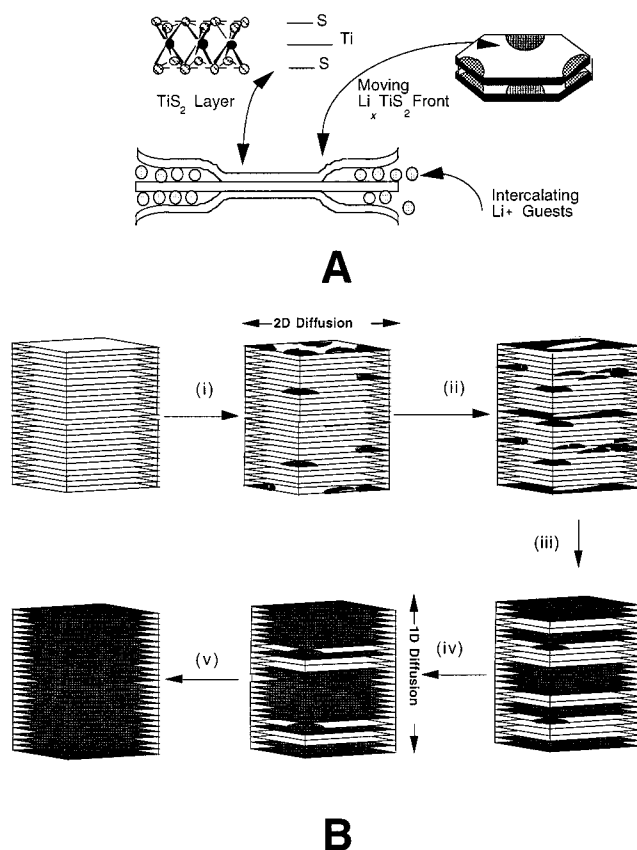 S
Ti
S
TiS2 Layer
Moving
LixTiS2 Front
Intercalating
Li+ Guests
A
2D Diffusion
(i)
(ii)
(iii)
(iv)
(v)
1D Diffusion
B